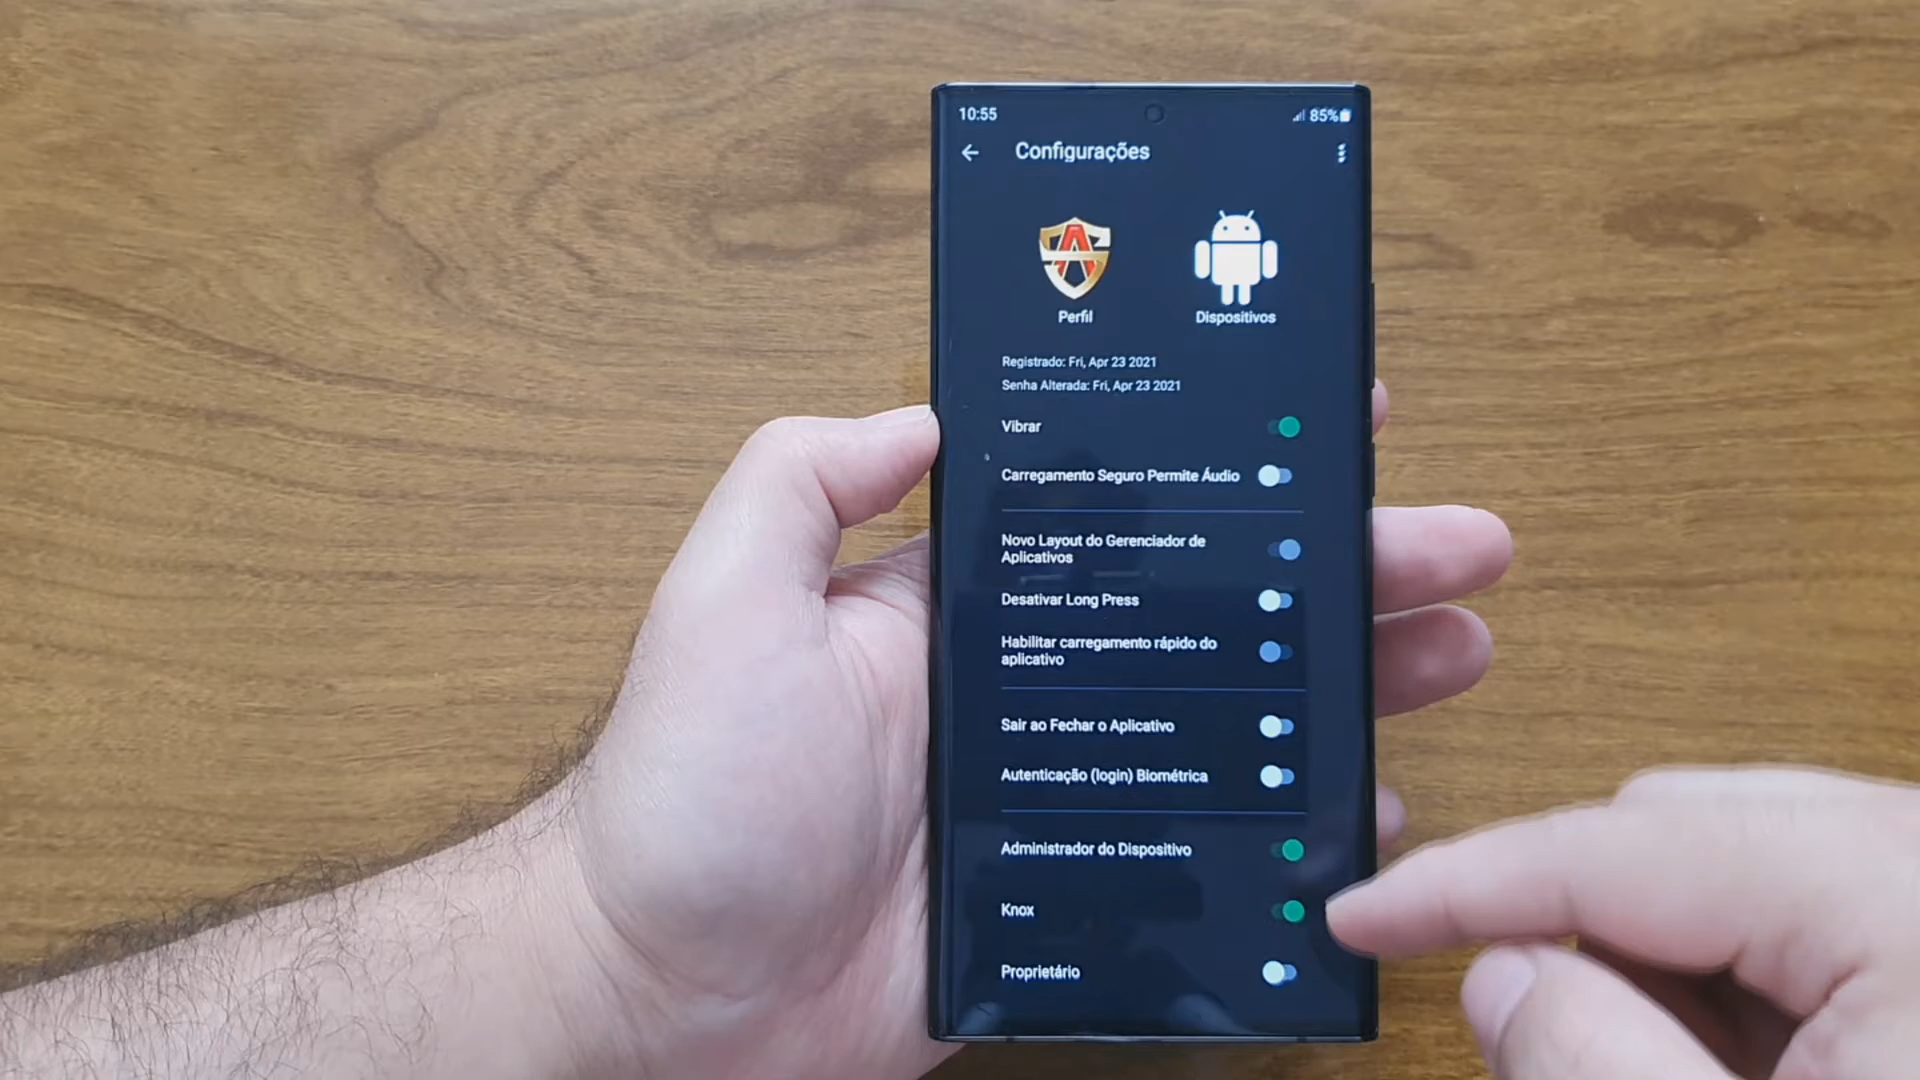 10:55
85%
Configurações
Perfil
Dispositivos
Registrado: Fri, Apr 23 2021
Senha Alterada: Fri, Apr 23 2021
Vibrar
Carregamento Seguro Permite Áudio
Novo Layout do Gerenciador de
Aplicativos
Desativar Long Press
Habilitar carregamento rápido do
aplicativo
Sair ao Fechar o Aplicativo
Autenticação (login) Biométrica
Administrador do Dispositivo
Knox
Proprietário